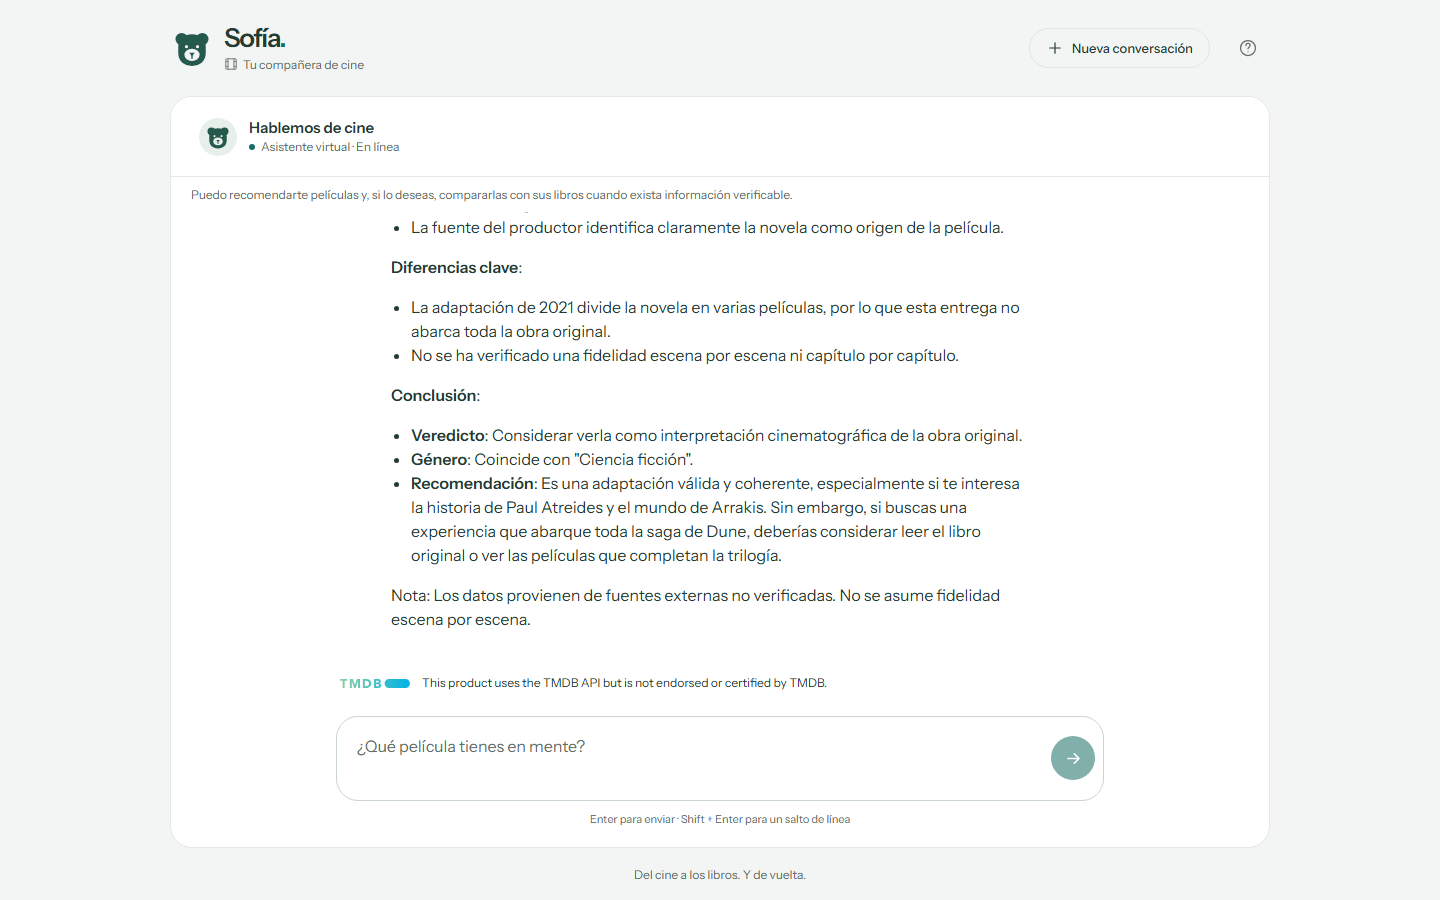 Sofía.
Tu compañera de cine
Nueva conversación
Hablemos de cine
Asistente virtual · En línea
Puedo recomendarte películas y, si lo deseas, compararlas con sus libros cuando exista información verificable.
• La fuente del productor identifica claramente la novela como origen de la película.
Diferencias clave:
• La adaptación de 2021 divide la novela en varias películas, por lo que esta entrega no
abarca toda la obra original.
• No se ha verificado una fidelidad escena por escena ni capítulo por capítulo.
Conclusión:
• Veredicto: Considerar verla como interpretación cinematográfica de la obra original.
• Género: Coincide con "Ciencia ficción".
• Recomendación: Es una adaptación válida y coherente, especialmente si te interesa
la historia de Paul Atreides y el mundo de Arrakis. Sin embargo, si buscas una
experiencia que abarque toda la saga de Dune, deberías considerar leer el libro
original o ver las películas que completan la trilogía.
Nota: Los datos provienen de fuentes externas no verificadas. No se asume fidelidad
escena por escena.
TMDB
This product uses the TMDB API but is not endorsed or certified by TMDB.
¿Qué película tienes en mente?
Enter para enviar · Shift + Enter para un salto de línea
Del cine a los libros. Y de vuelta.